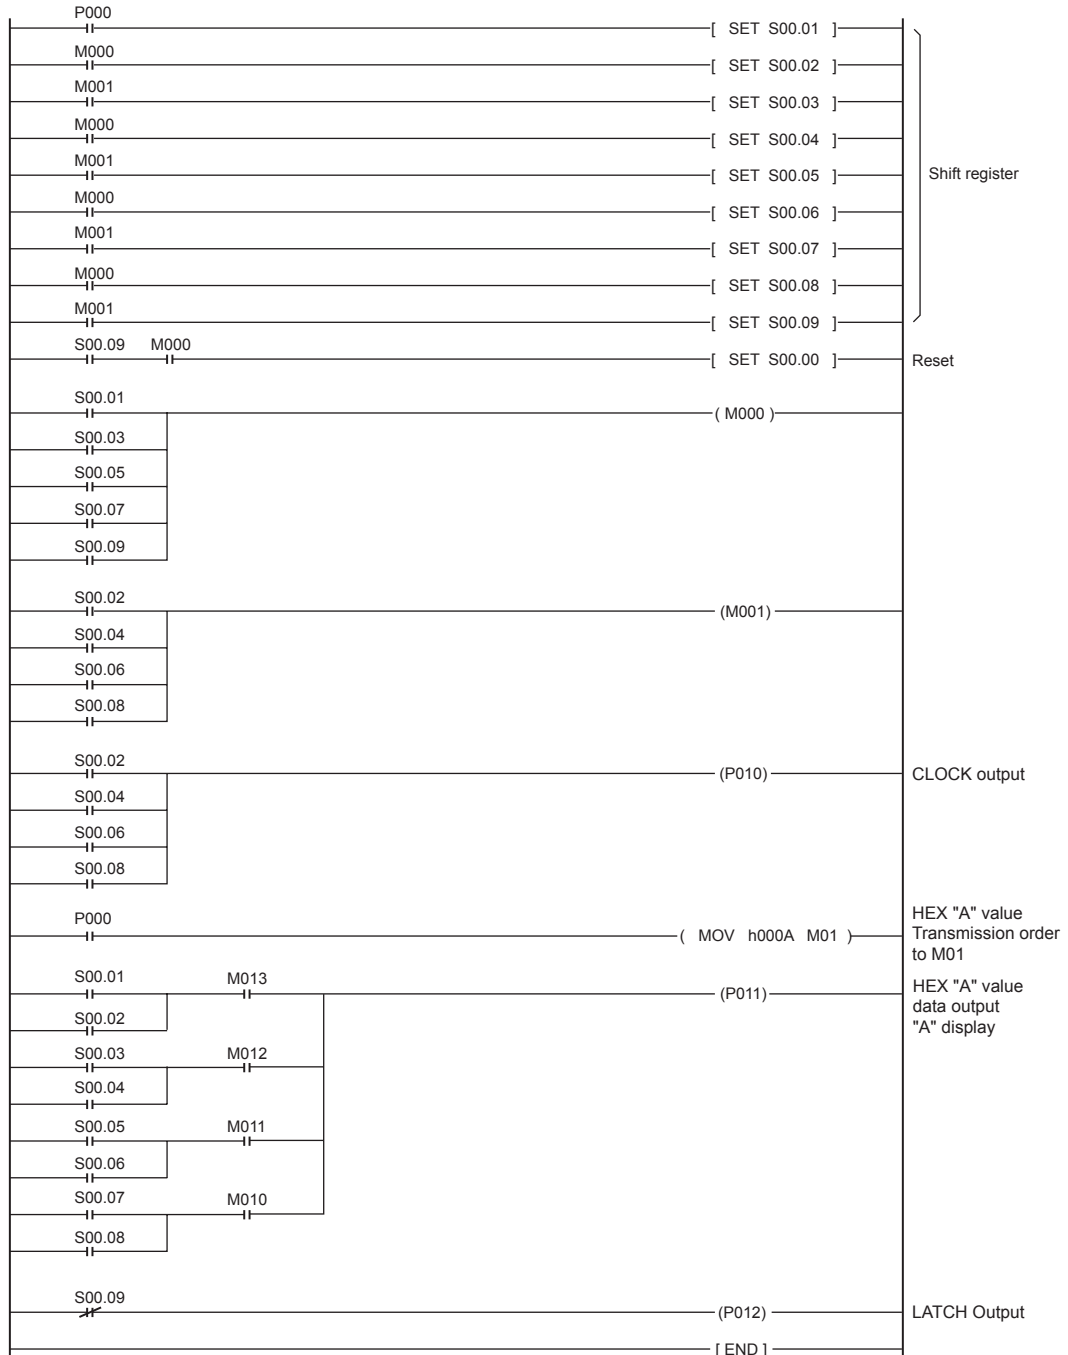 P000
[ SET S00.01 ]
M000
[ SET S00.02 ]
M001
[ SET S00.03 ]
M000
[ SET S00.04 ]
M001
[ SET S00.05 ]
Shift register
M000
[ SET S00.06 ]
M001
[ SET S00.07 ]
M000
[ SET S00.08 ]
M001
[ SET S00.09 ]
S00.09 M000
[ SET S00.00 ] Reset
S00.01
( M000 )
S00.03
S00.05
S00.07
S00.09
S00.02
(M001)
S00.04
S00.06
S00.08
S00.02
(P010) CLOCK output
S00.04
S00.06
S00.08
P000
( MOV h000A M01 )
HEX "A" value
Transmission order
to M01
S00.01 M013
(P011)
HEX "A" value
data output
"A" display
S00.02
S00.03 M012
S00.04
S00.05 M011
S00.06
S00.07 M010
S00.08
S00.09
(P012) LATCH Output
[ END ]